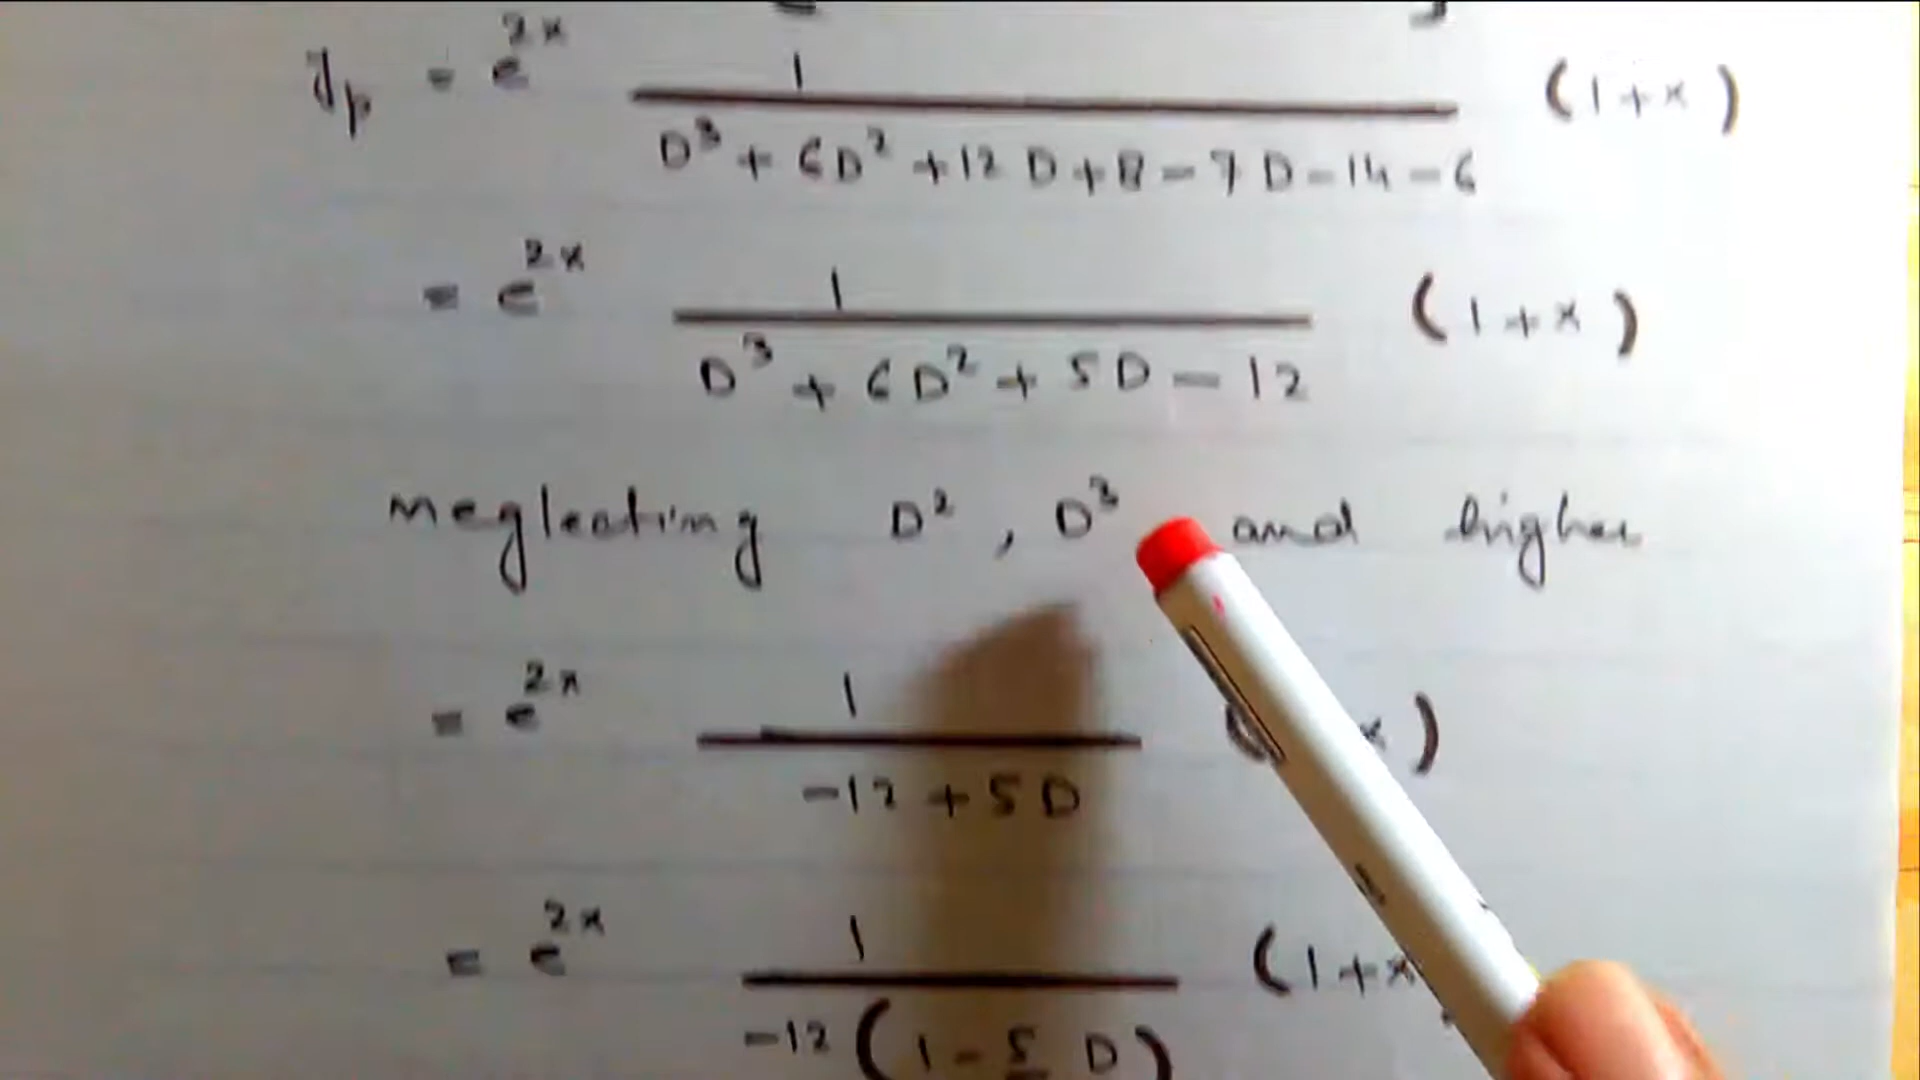 yp = e^2x 1 / (D³ + 6D² + 12D + 8 - 7D - 14 - 6) (1+x)
= e^2x 1 / (D³ + 6D² + 5D - 12) (1+x)
neglecting D², D³ and higher
= e^2x 1 / (-12 + 5D) ( x)
= e^2x 1 / (-12 (1 - 5 D)) (1+x